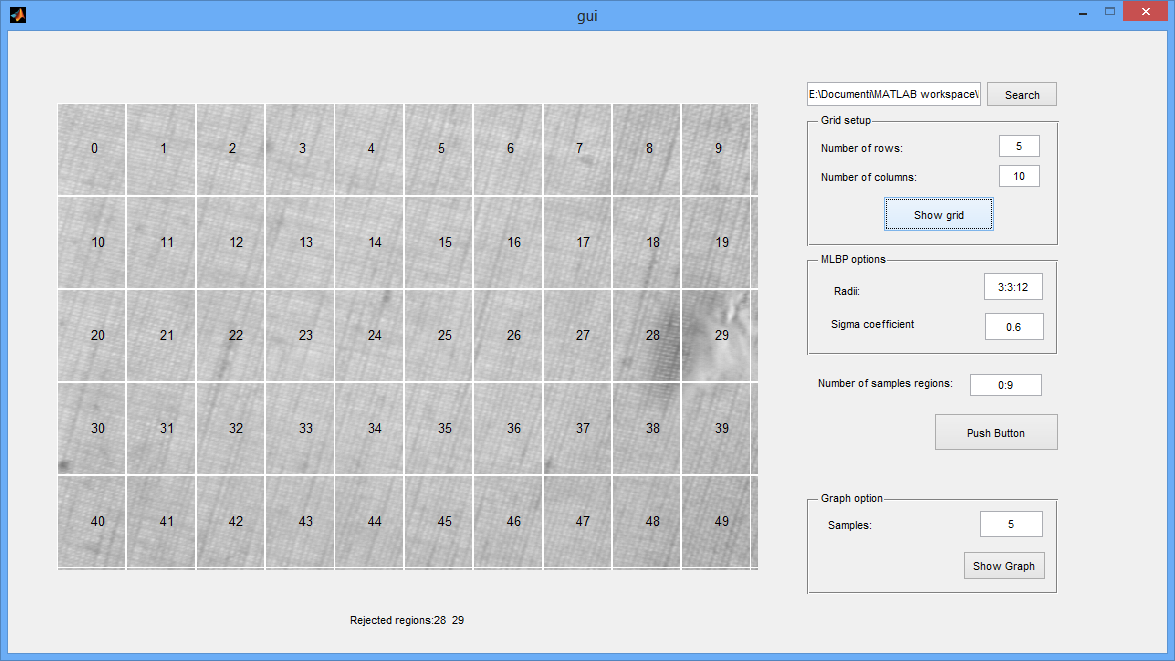 gui
E:\Documenti\MATLAB workspace\
Search
Grid setup
Number of rows:
5
Number of columns:
10
Show grid
MLBP options
Radii:
3:3:12
Sigma coefficient
0.6
Number of samples regions:
0:9
Push Button
Graph option
Samples:
5
Show Graph
0 1 2 3 4 5 6 7 8 9
10 11 12 13 14 15 16 17 18 19
20 21 22 23 24 25 26 27 28 29
30 31 32 33 34 35 36 37 38 39
40 41 42 43 44 45 46 47 48 49
Rejected regions:28 29